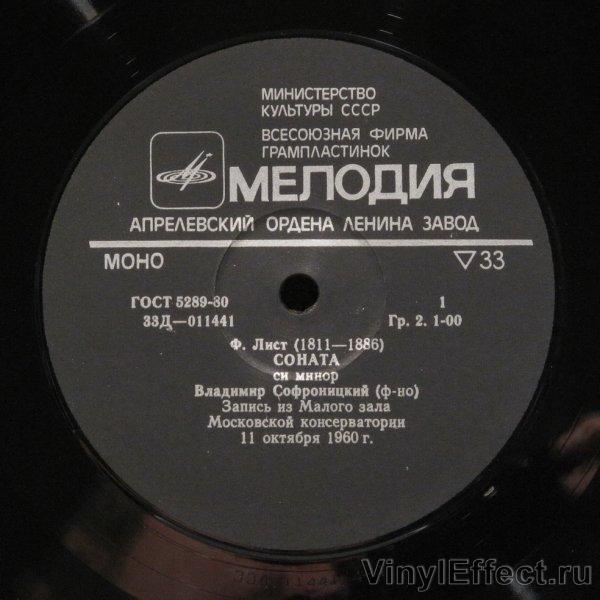 МИНИСТЕРСТВО
КУЛЬТУРЫ СССР
ВСЕСОЮЗНАЯ ФИРМА
ГРАМПЛАСТИНОК
МЕЛОДИЯ
АПРЕЛЕВСКИЙ ОРДЕНА ЛЕНИНА ЗАВОД
МОНО ▽33
ГОСТ 5289-80 1
33Д—011441 Гр. 2. 1-00
Ф. Лист (1811—1886)
СОНАТА
си минор
Владимир Софроницкий (ф-но)
Запись из Малого зала
Московской консерватории
11 октября 1960 г.
VinylEffect.ru